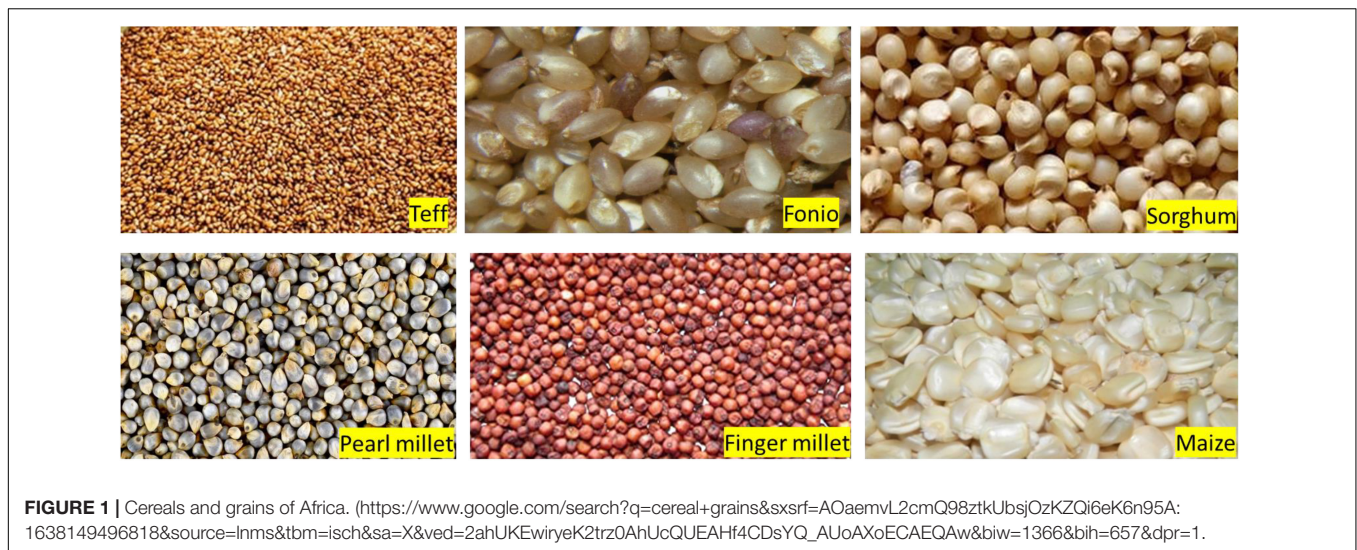 Teff
Fonio
Sorghum
Pearl millet
Finger millet
Maize
FIGURE 1 | Cereals and grains of Africa. (https://www.google.com/search?q=cereal+grains&sxsrf=AOaemvL2cmQ98ztkUbsjOzKZQi6eK6n95A:
1638149496818&source=lnms&tbm=isch&sa=X&ved=2ahUKEwiryeK2trz0AhUcQUEAHf4CDsYQ_AUoAXoECAEQAw&biw=1366&bih=657&dpr=1.